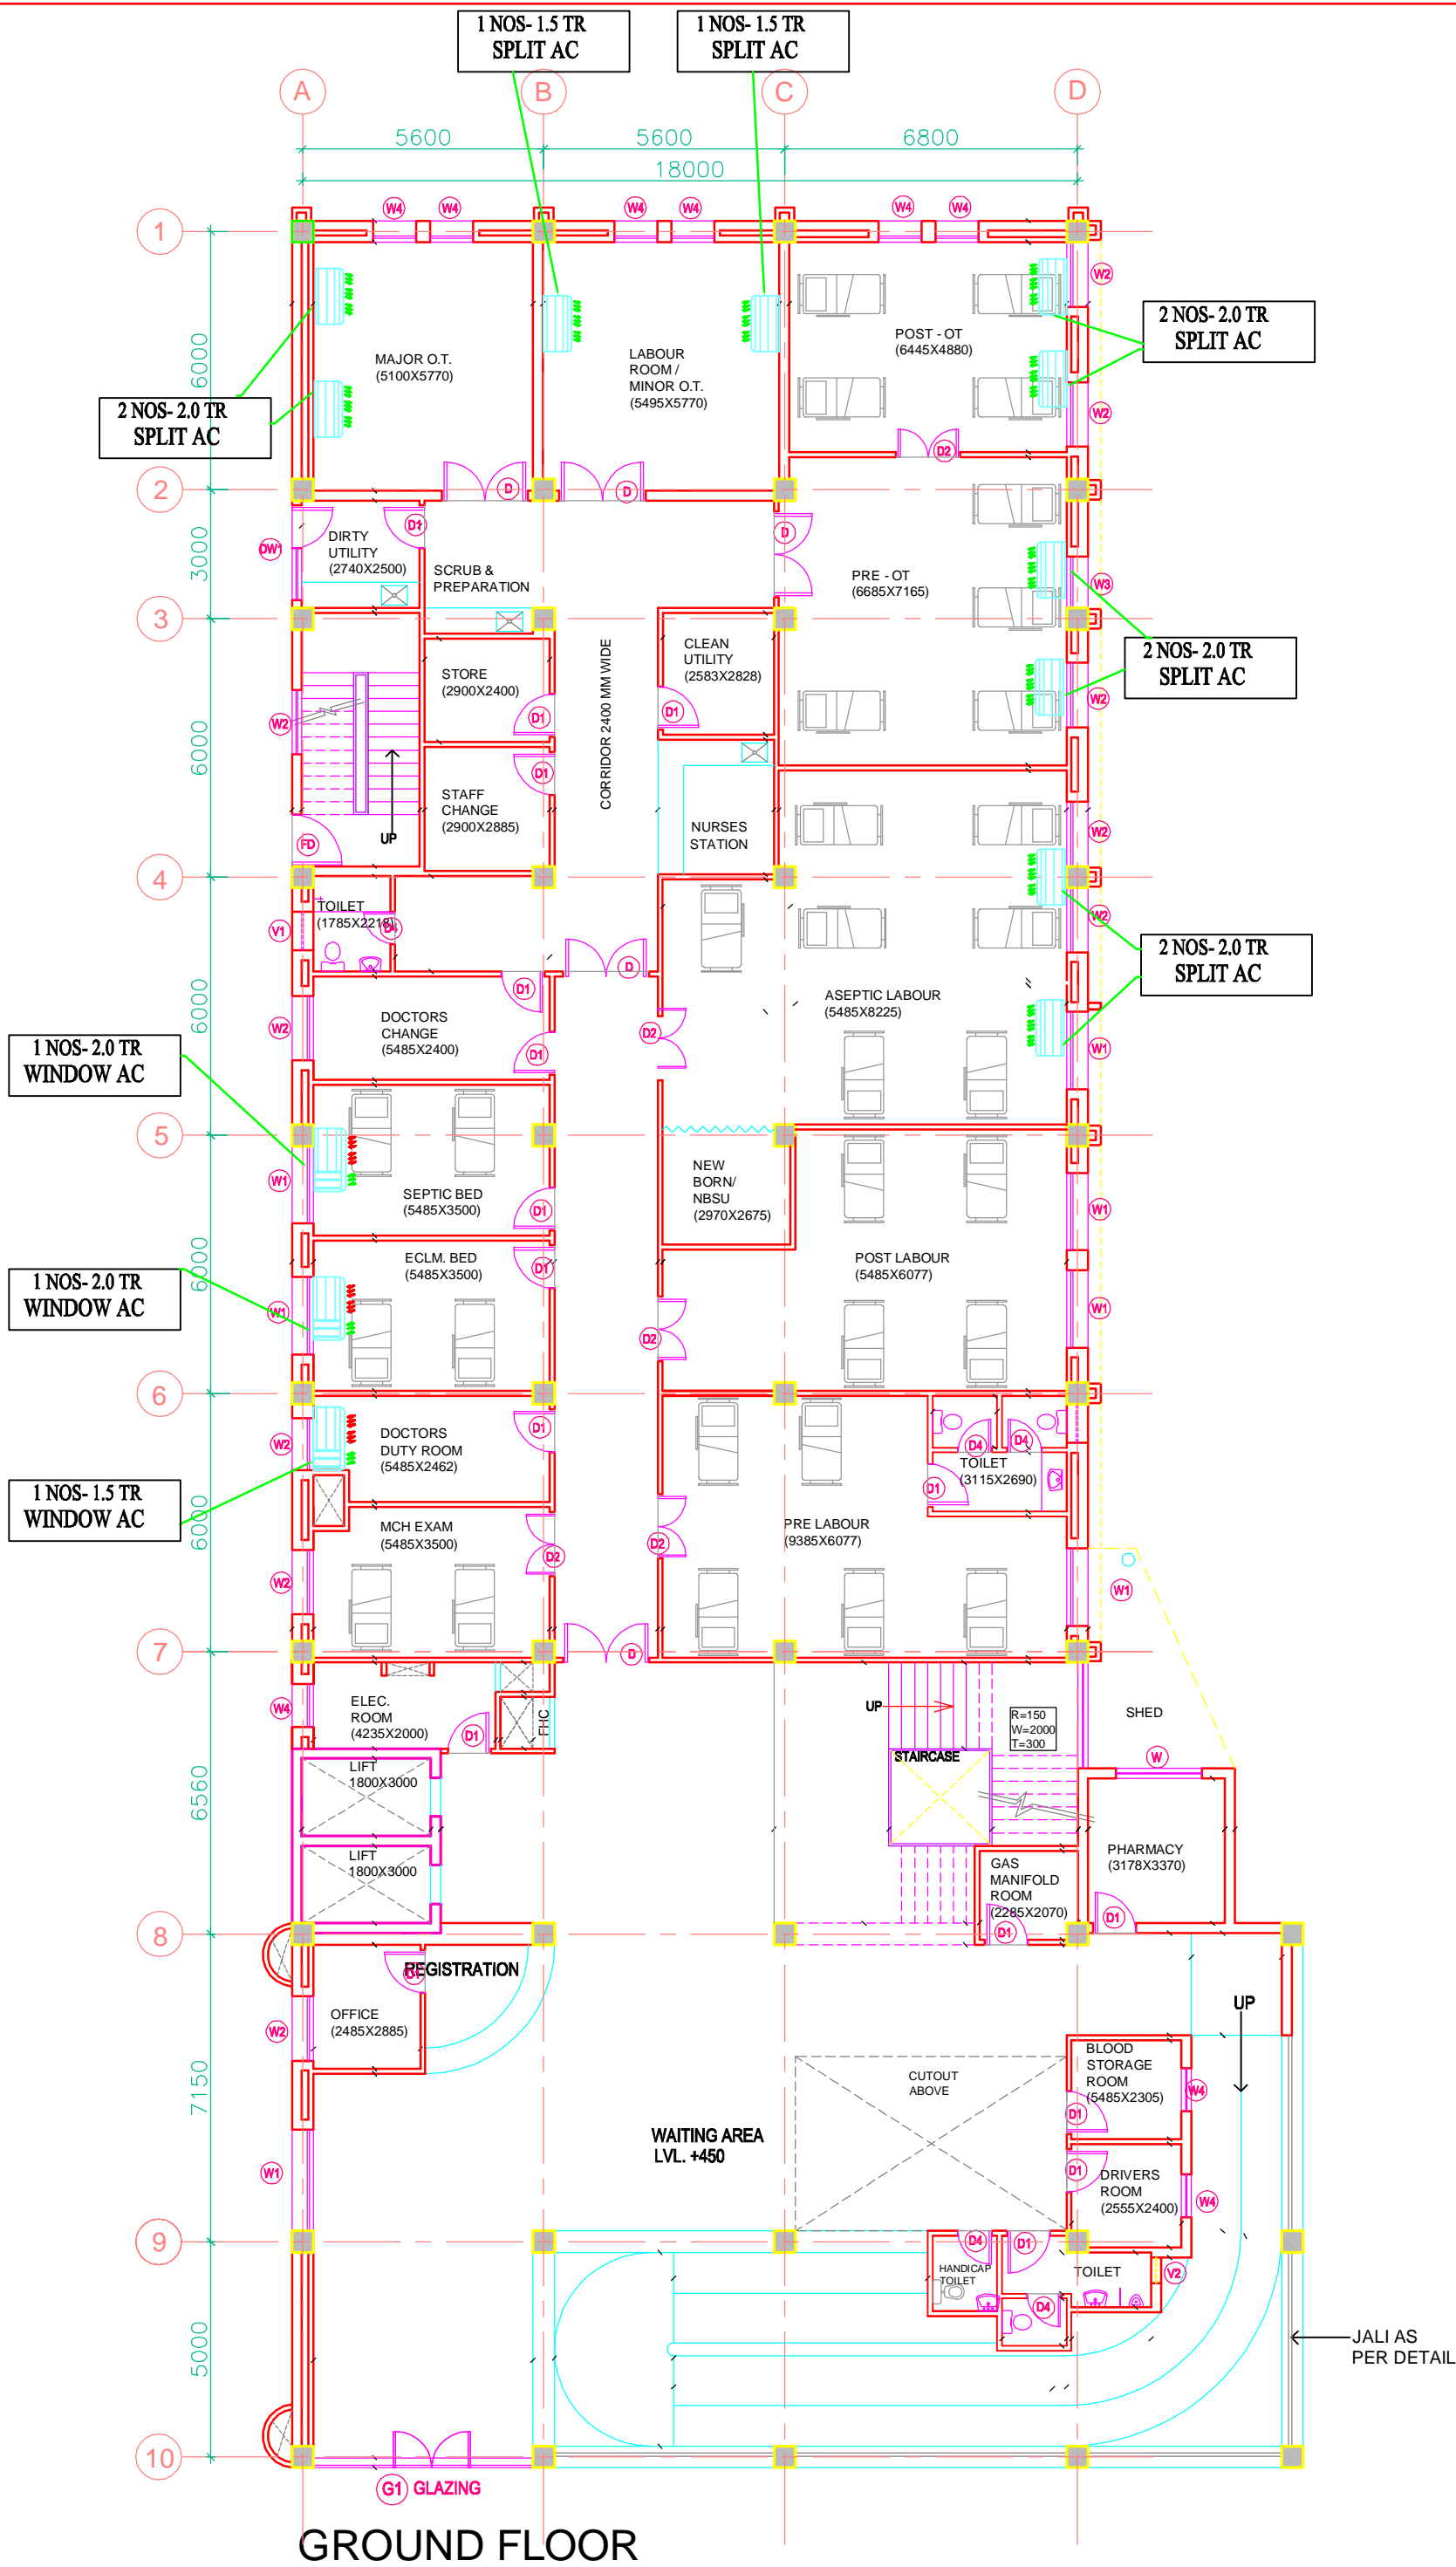 1 NOS- 1.5 TR
SPLIT AC
1 NOS- 1.5 TR
SPLIT AC
A
B
C
D
5600
5600
6800
18000
W4
W4
W4
W4
W4
W4
1
W2
2 NOS- 2.0 TR
SPLIT AC
POST - OT
(6445X4880)
MAJOR O.T.
(5100X5770)
LABOUR
ROOM /
MINOR O.T.
(5495X5770)
6000
2 NOS- 2.0 TR
SPLIT AC
W2
D2
2
D
D
DIRTY
UTILITY
(2740X2500)
D1
D
DW1
3000
SCRUB &
PREPARATION
PRE - OT
(6685X7165)
W3
3
CLEAN
UTILITY
(2583X2828)
2 NOS- 2.0 TR
SPLIT AC
STORE
(2900X2400)
CORRIDOR 2400 MM WIDE
W2
D1
D1
W2
6000
D1
STAFF
CHANGE
(2900X2885)
UP
FD
NURSES
STATION
W2
4
TOILET
(1785X2218)
D4
V1
W2
D
2 NOS- 2.0 TR
SPLIT AC
D1
ASEPTIC LABOUR
(5485X8225)
6000
DOCTORS
CHANGE
(5485X2400)
W2
D2
D1
W1
1 NOS- 2.0 TR
WINDOW AC
5
NEW
BORN/
NBSU
(2970X2675)
W1
SEPTIC BED
(5485X3500)
D1
W1
6000
ECLM. BED
(5485X3500)
D1
POST LABOUR
(5485X6077)
1 NOS- 2.0 TR
WINDOW AC
W1
D2
W1
6
DOCTORS
DUTY ROOM
(5485X2462)
W2
D1
D4
D4
TOILET
(3115X2690)
D1
1 NOS- 1.5 TR
WINDOW AC
6000
MCH EXAM
(5485X3500)
PRE LABOUR
(9385X6077)
D2
D2
W2
W1
7
D
ELEC.
ROOM
(4235X2000)
W4
D1
FHC
UP
R=150
W=2000
T=300
SHED
STAIRCASE
W
LIFT
1800X3000
6560
LIFT
1800X3000
GAS
MANIFOLD
ROOM
(2285X2070)
PHARMACY
(3178X3370)
D1
D1
8
REGISTRATION
D1
OFFICE
(2485X2885)
W2
UP
7150
CUTOUT
ABOVE
BLOOD
STORAGE
ROOM
(5485X2305)
W4
D1
WAITING AREA
LVL. +450
W1
D1
DRIVERS
ROOM
(2555X2400)
W4
9
D4
D1
HANDICAP
TOILET
TOILET
V2
D4
5000
JALI AS
PER DETAIL
10
G1 GLAZING
GROUND FLOOR